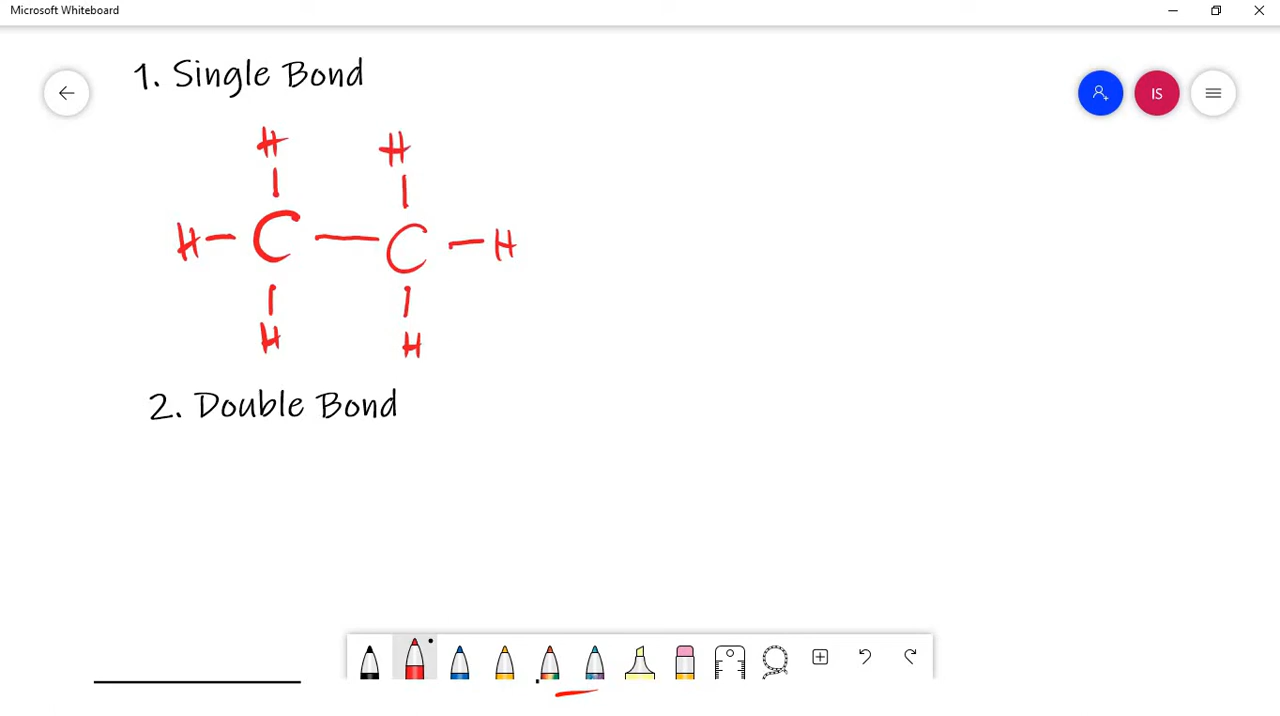 Microsoft Whiteboard
1. Single Bond
IS
H H
H - C - C - H
H H
2. Double Bond